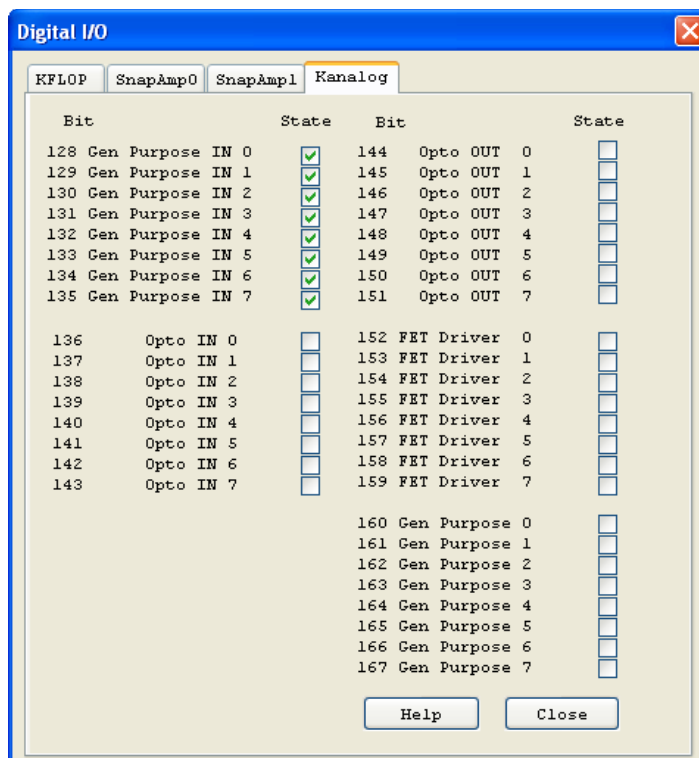 Digital I/O
KFLOP SnapAmp0 SnapAmp1 Kanalog
Bit State
128 Gen Purpose IN 0
129 Gen Purpose IN 1
130 Gen Purpose IN 2
131 Gen Purpose IN 3
132 Gen Purpose IN 4
133 Gen Purpose IN 5
134 Gen Purpose IN 6
135 Gen Purpose IN 7
136 Opto IN 0
137 Opto IN 1
138 Opto IN 2
139 Opto IN 3
140 Opto IN 4
141 Opto IN 5
142 Opto IN 6
143 Opto IN 7
Bit State
144 Opto OUT 0
145 Opto OUT 1
146 Opto OUT 2
147 Opto OUT 3
148 Opto OUT 4
149 Opto OUT 5
150 Opto OUT 6
151 Opto OUT 7
152 FET Driver 0
153 FET Driver 1
154 FET Driver 2
155 FET Driver 3
156 FET Driver 4
157 FET Driver 5
158 FET Driver 6
159 FET Driver 7
160 Gen Purpose 0
161 Gen Purpose 1
162 Gen Purpose 2
163 Gen Purpose 3
164 Gen Purpose 4
165 Gen Purpose 5
166 Gen Purpose 6
167 Gen Purpose 7
Help Close